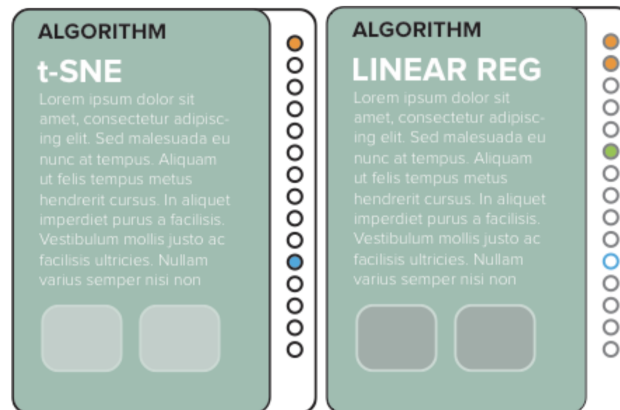 ALGORITHM
t-SNE
Lorem ipsum dolor sit
amet, consectetur adipisc-
ing elit. Sed malesuada eu
nunc at tempus. Aliquam
ut felis tempus metus
hendrerit cursus. In aliquet
imperdiet purus a facilisis.
Vestibulum mollis justo ac
facilisis ultricies. Nullam
varius semper nisi non
ALGORITHM
LINEAR REG
Lorem ipsum dolor sit
amet, consectetur adipisc-
ing elit. Sed malesuada eu
nunc at tempus. Aliquam
ut felis tempus metus
hendrerit cursus. In aliquet
imperdiet purus a facilisis.
Vestibulum mollis justo ac
facilisis ultricies. Nullam
varius semper nisi non